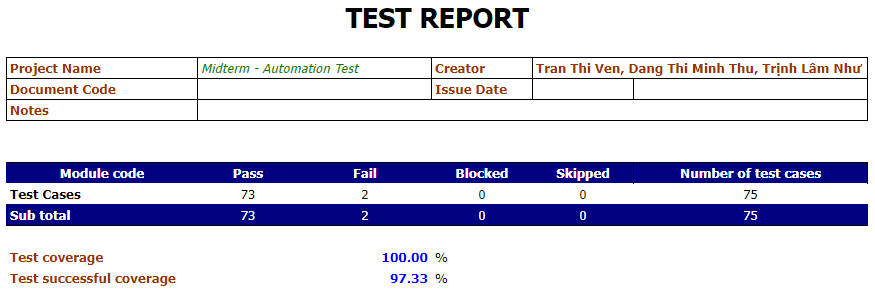 TEST REPORT
Project Name Midterm - Automation Test Creator Tran Thi Ven, Dang Thi Minh Thu, Trịnh Lâm Như
Document Code Issue Date
Notes
Module code Pass Fail Blocked Skipped Number of test cases
Test Cases 73 2 0 0 75
Sub total 73 2 0 0 75
Test coverage 100.00 %
Test successful coverage 97.33 %